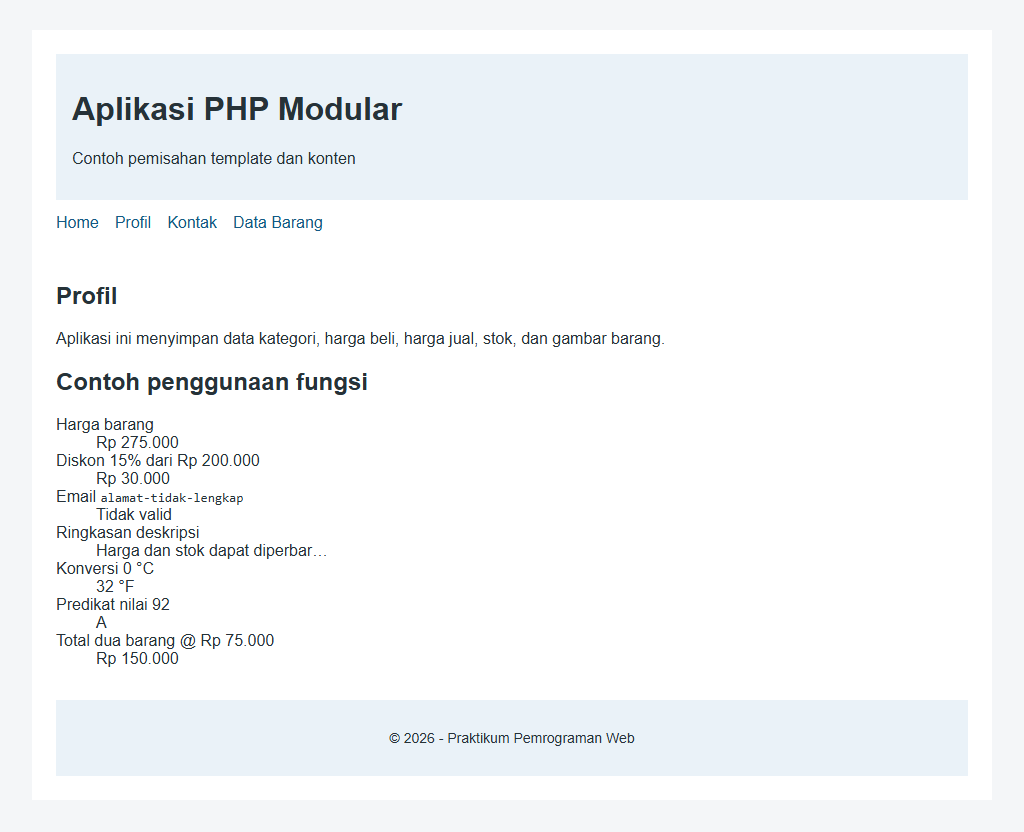 Aplikasi PHP Modular
Contoh pemisahan template dan konten
Home Profil Kontak Data Barang
Profil
Aplikasi ini menyimpan data kategori, harga beli, harga jual, stok, dan gambar barang.
Contoh penggunaan fungsi
Harga barang
Rp 275.000
Diskon 15% dari Rp 200.000
Rp 30.000
Email alamat-tidak-lengkap
Tidak valid
Ringkasan deskripsi
Harga dan stok dapat diperbar…
Konversi 0 °C
32 °F
Predikat nilai 92
A
Total dua barang @ Rp 75.000
Rp 150.000
© 2026 - Praktikum Pemrograman Web